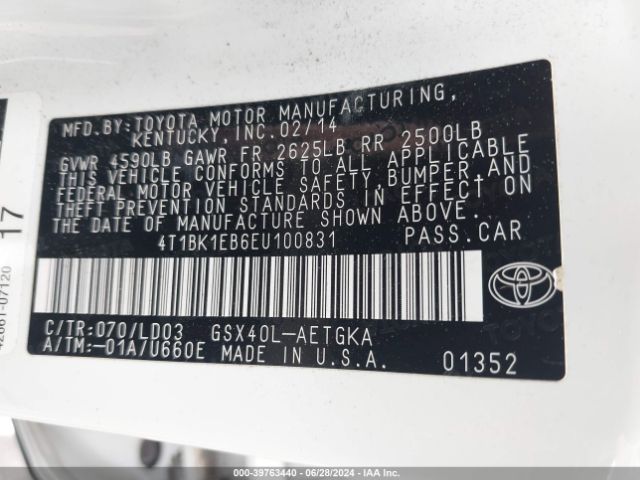 MFD.BY:TOYOTA MOTOR MANUFACTURING,
KENTUCKY, INC. 02/14
GVWR 4590LB GAWR FR 2625LB RR 2500LB
THIS VEHICLE CONFORMS TO ALL APPLICABLE
FEDERAL MOTOR VEHICLE SAFETY,BUMPER,AND
THEFT PREVENTION STANDARDS IN EFFECT ON
THE DATE OF MANUFACTURE SHOWN ABOVE.
4T1BK1EB6EU100831 PASS.CAR
C/TR:070/LD03 GSX40L-AETGKA
A/TM:-01A/U660E MADE IN U.S.A. 01352
17
42661-07120
GSX - 39763440 06/28/2024 IAA, Inc.